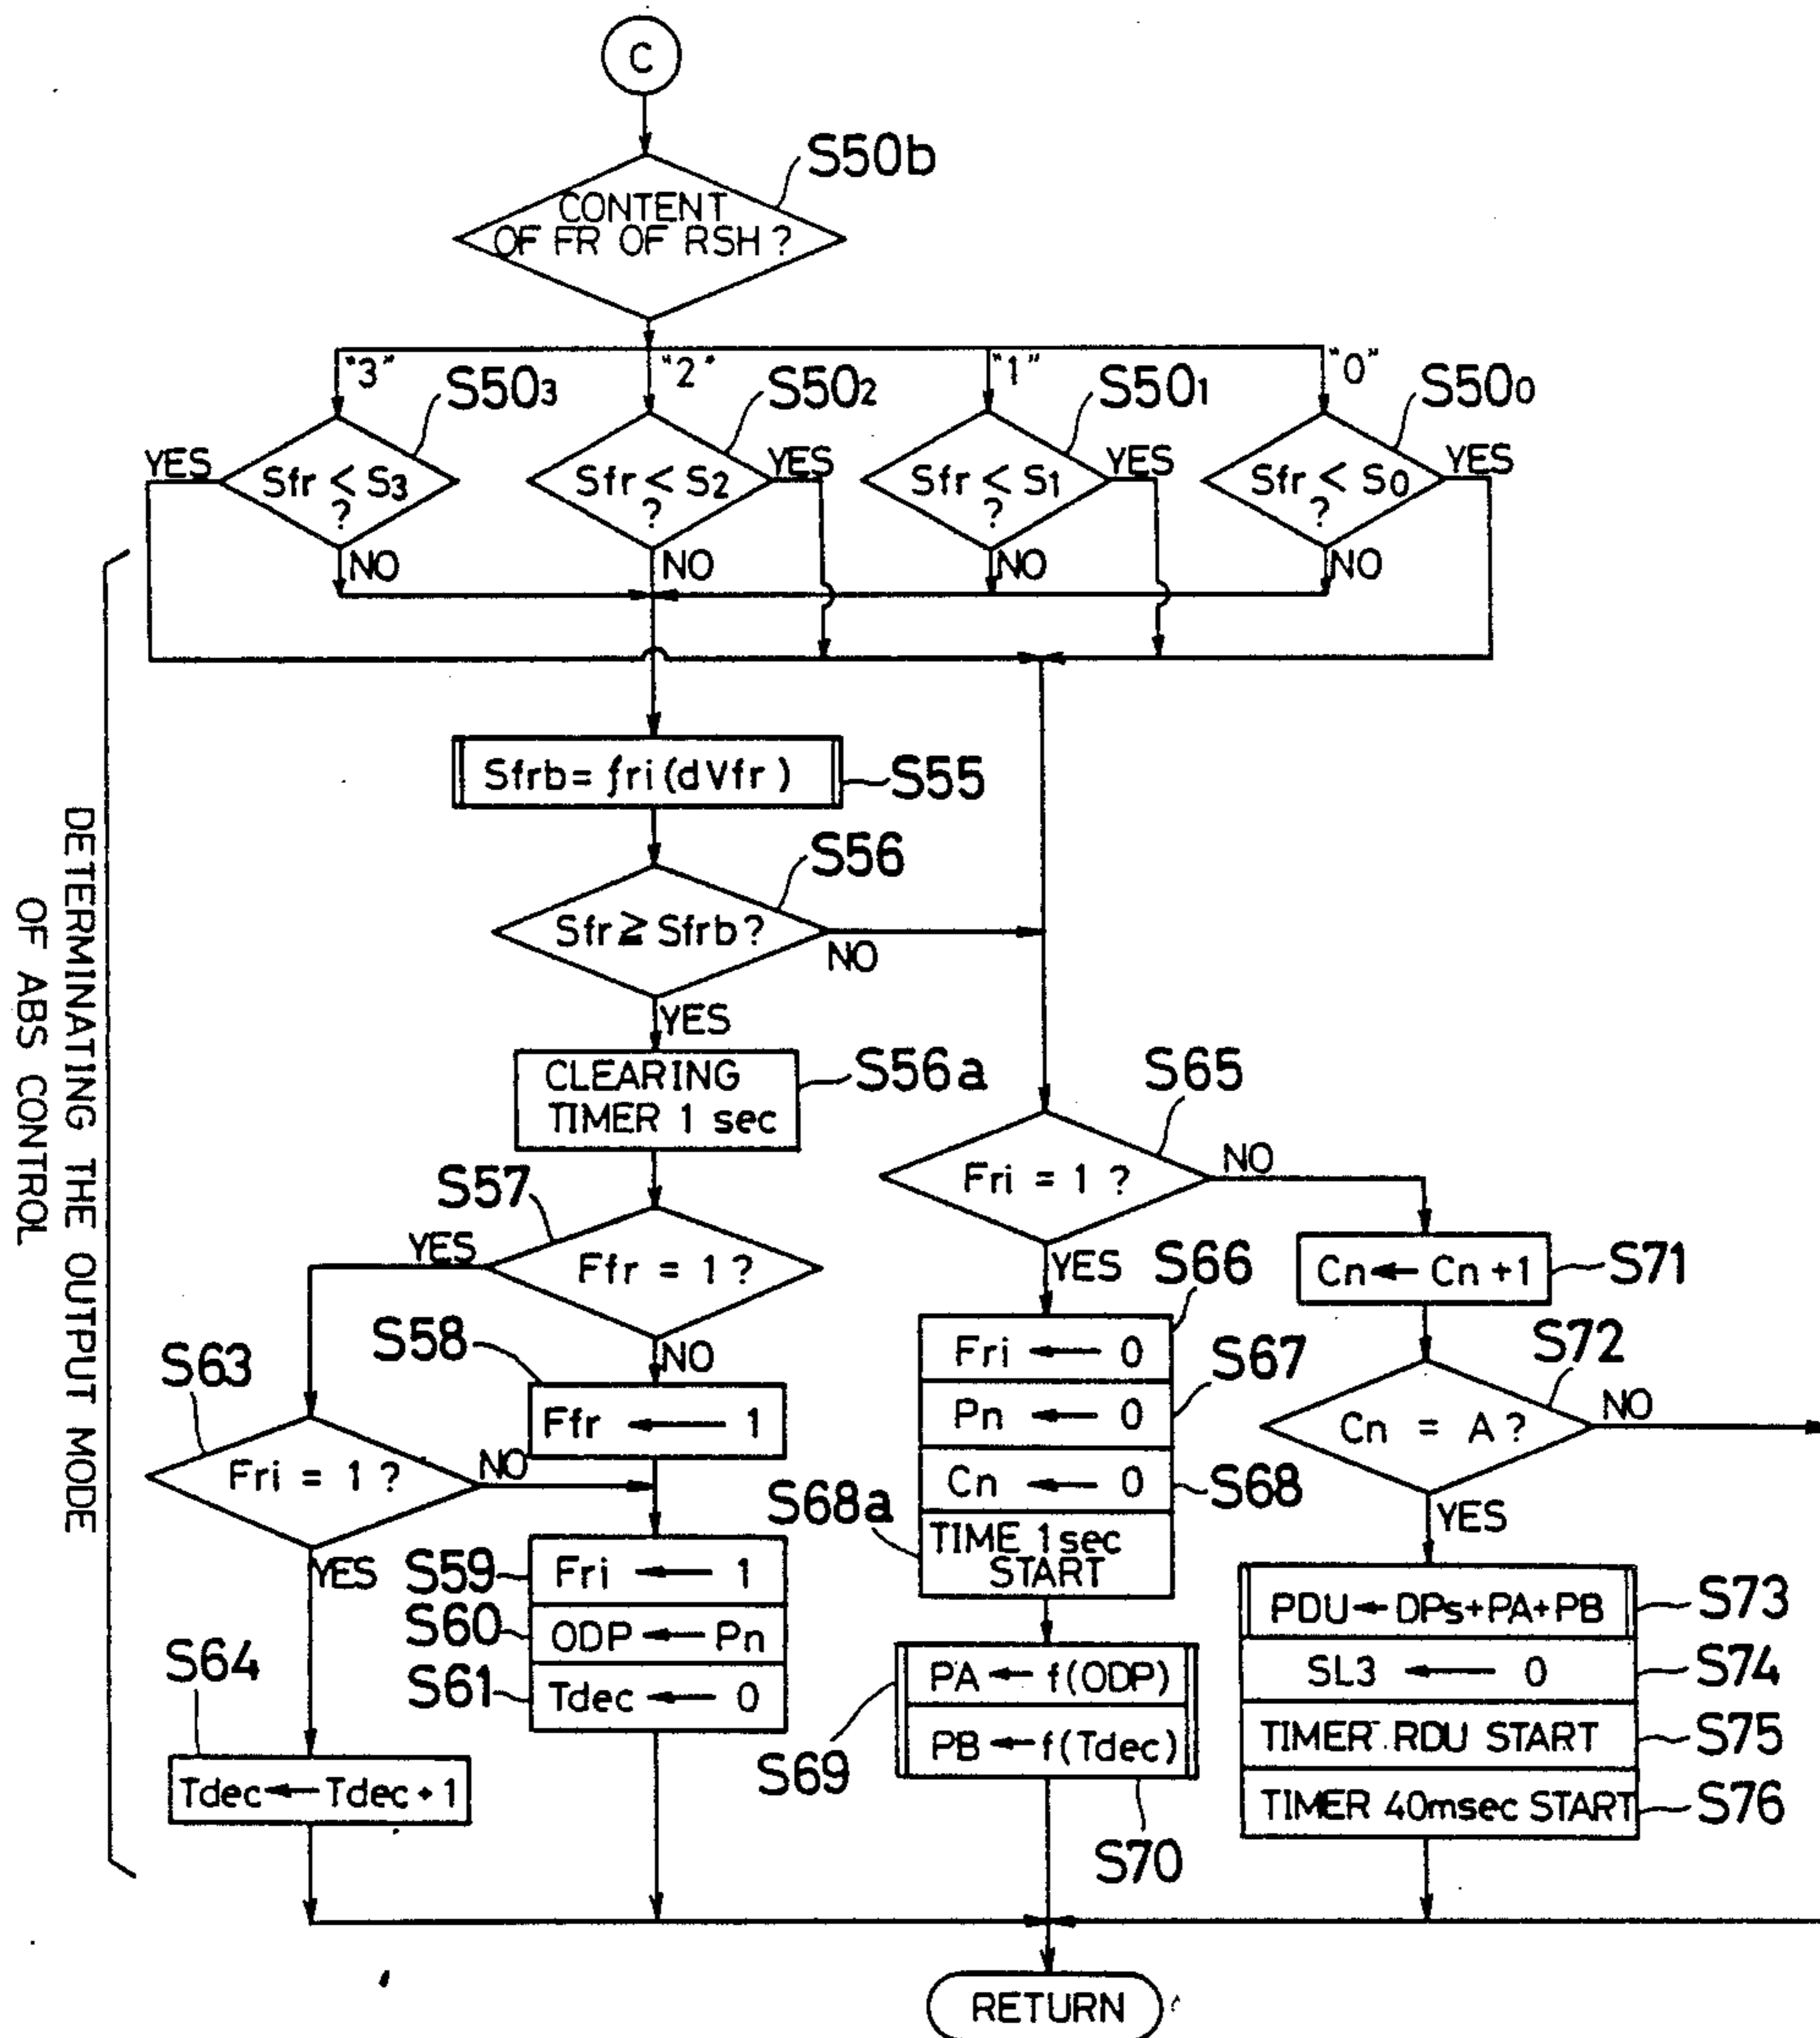 C
S50b
CONTENT
OF FR OF RSH ?
"3"
"2"
"1"
"0"
S503
S502
S501
S500
YES
Sfr < S3
?
NO
Sfr < S2
?
YES
NO
Sfr < S1
?
YES
NO
Sfr < S0
?
YES
NO
DETERMINATING THE OUTPUT MODE
OF ABS CONTROL
Sfrb = fri (dVfr)
S55
S56
Sfr ≧ Sfrb ?
NO
YES
CLEARING
TIMER 1 sec
S56a
S65
Fri = 1 ?
NO
YES
S57
YES
Ffr = 1 ?
NO
S58
Ffr ← 1
S63
Fri = 1 ?
NO
YES
S59
Fri ← 1
S60
ODP ← Pn
S61
Tdec ← 0
S64
Tdec ← Tdec + 1
S66
Fri ← 0
S67
Pn ← 0
S68
Cn ← 0
S68a
TIME 1 sec
START
S69
PA ← f(ODP)
PB ← f(Tdec)
S70
Cn ← Cn + 1
S71
S72
Cn = A ?
NO
YES
PDU ← DPs + PA + PB
S73
SL3 ← 0
S74
TIMER RDU START
S75
TIMER 40msec START
S76
RETURN